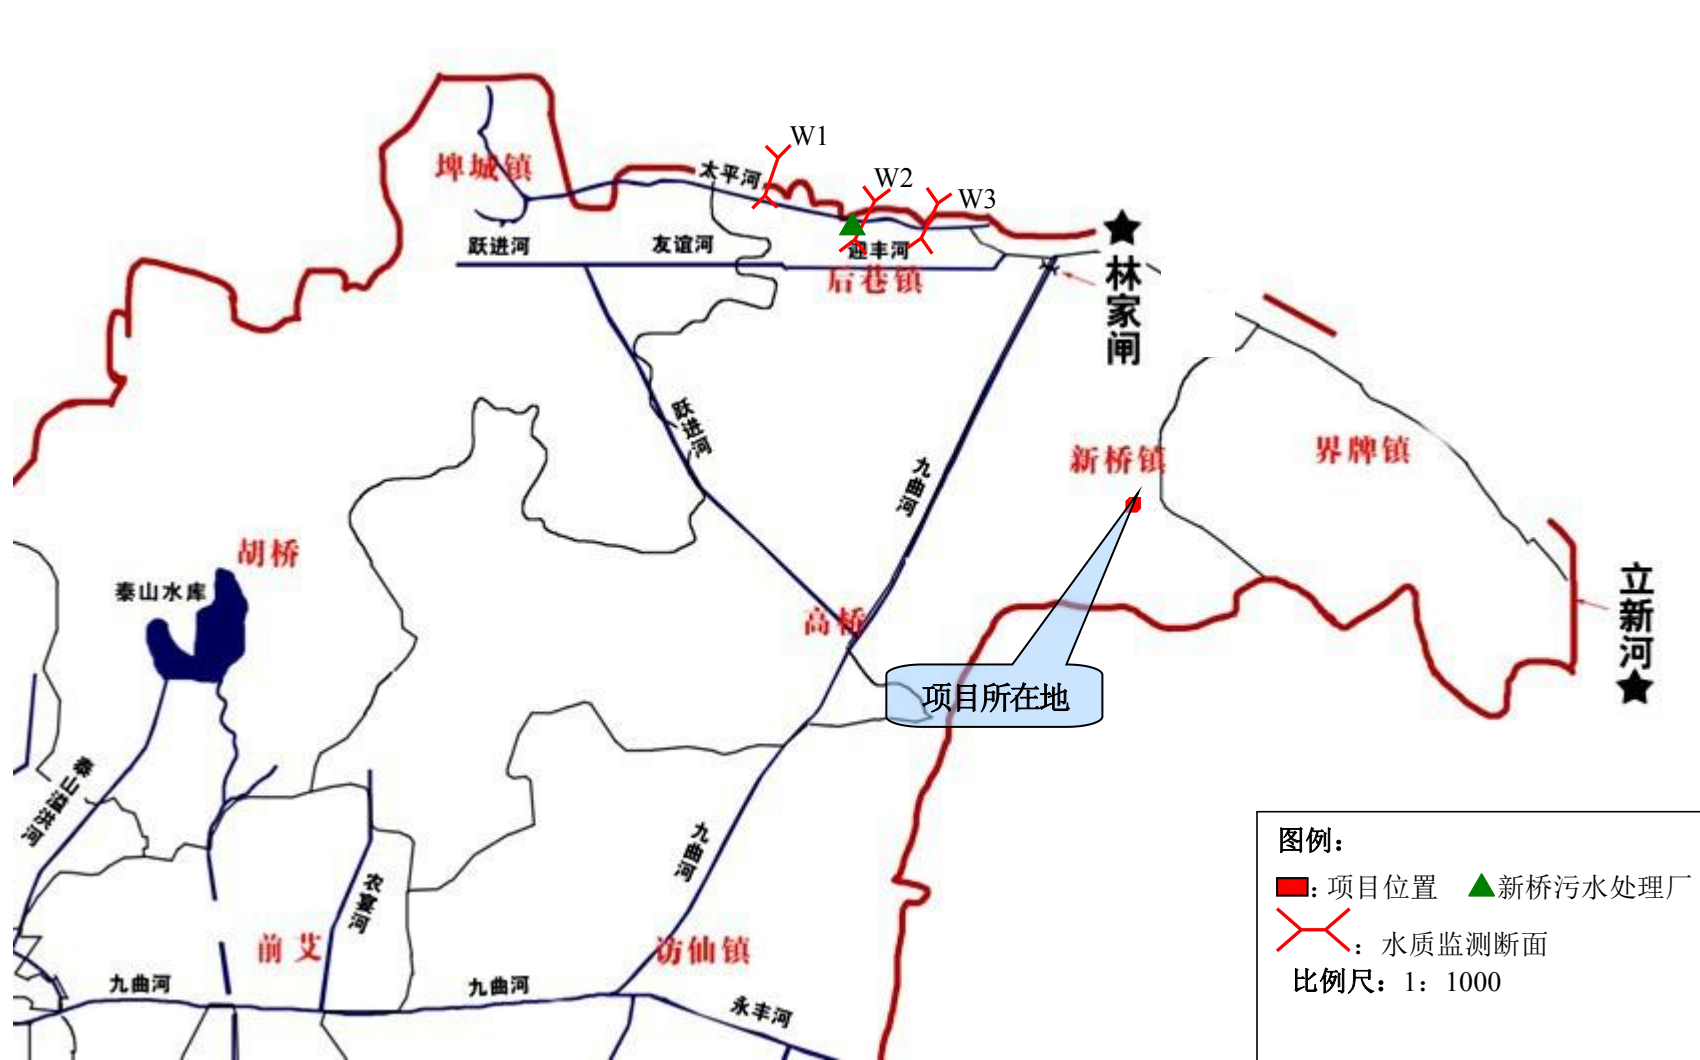 W1
埤城镇
太平河
W2
W3
跃进河
友谊河
迎丰河
后巷镇
林家闸
跃进河
九曲河
新桥镇
界牌镇
胡桥
泰山水库
高桥
立新河
项目所在地
泰山溢洪河
九曲河
农宴河
前艾
访仙镇
九曲河
九曲河
永丰河
图例：
：项目位置 新桥污水处理厂
：水质监测断面
比例尺：1：1000